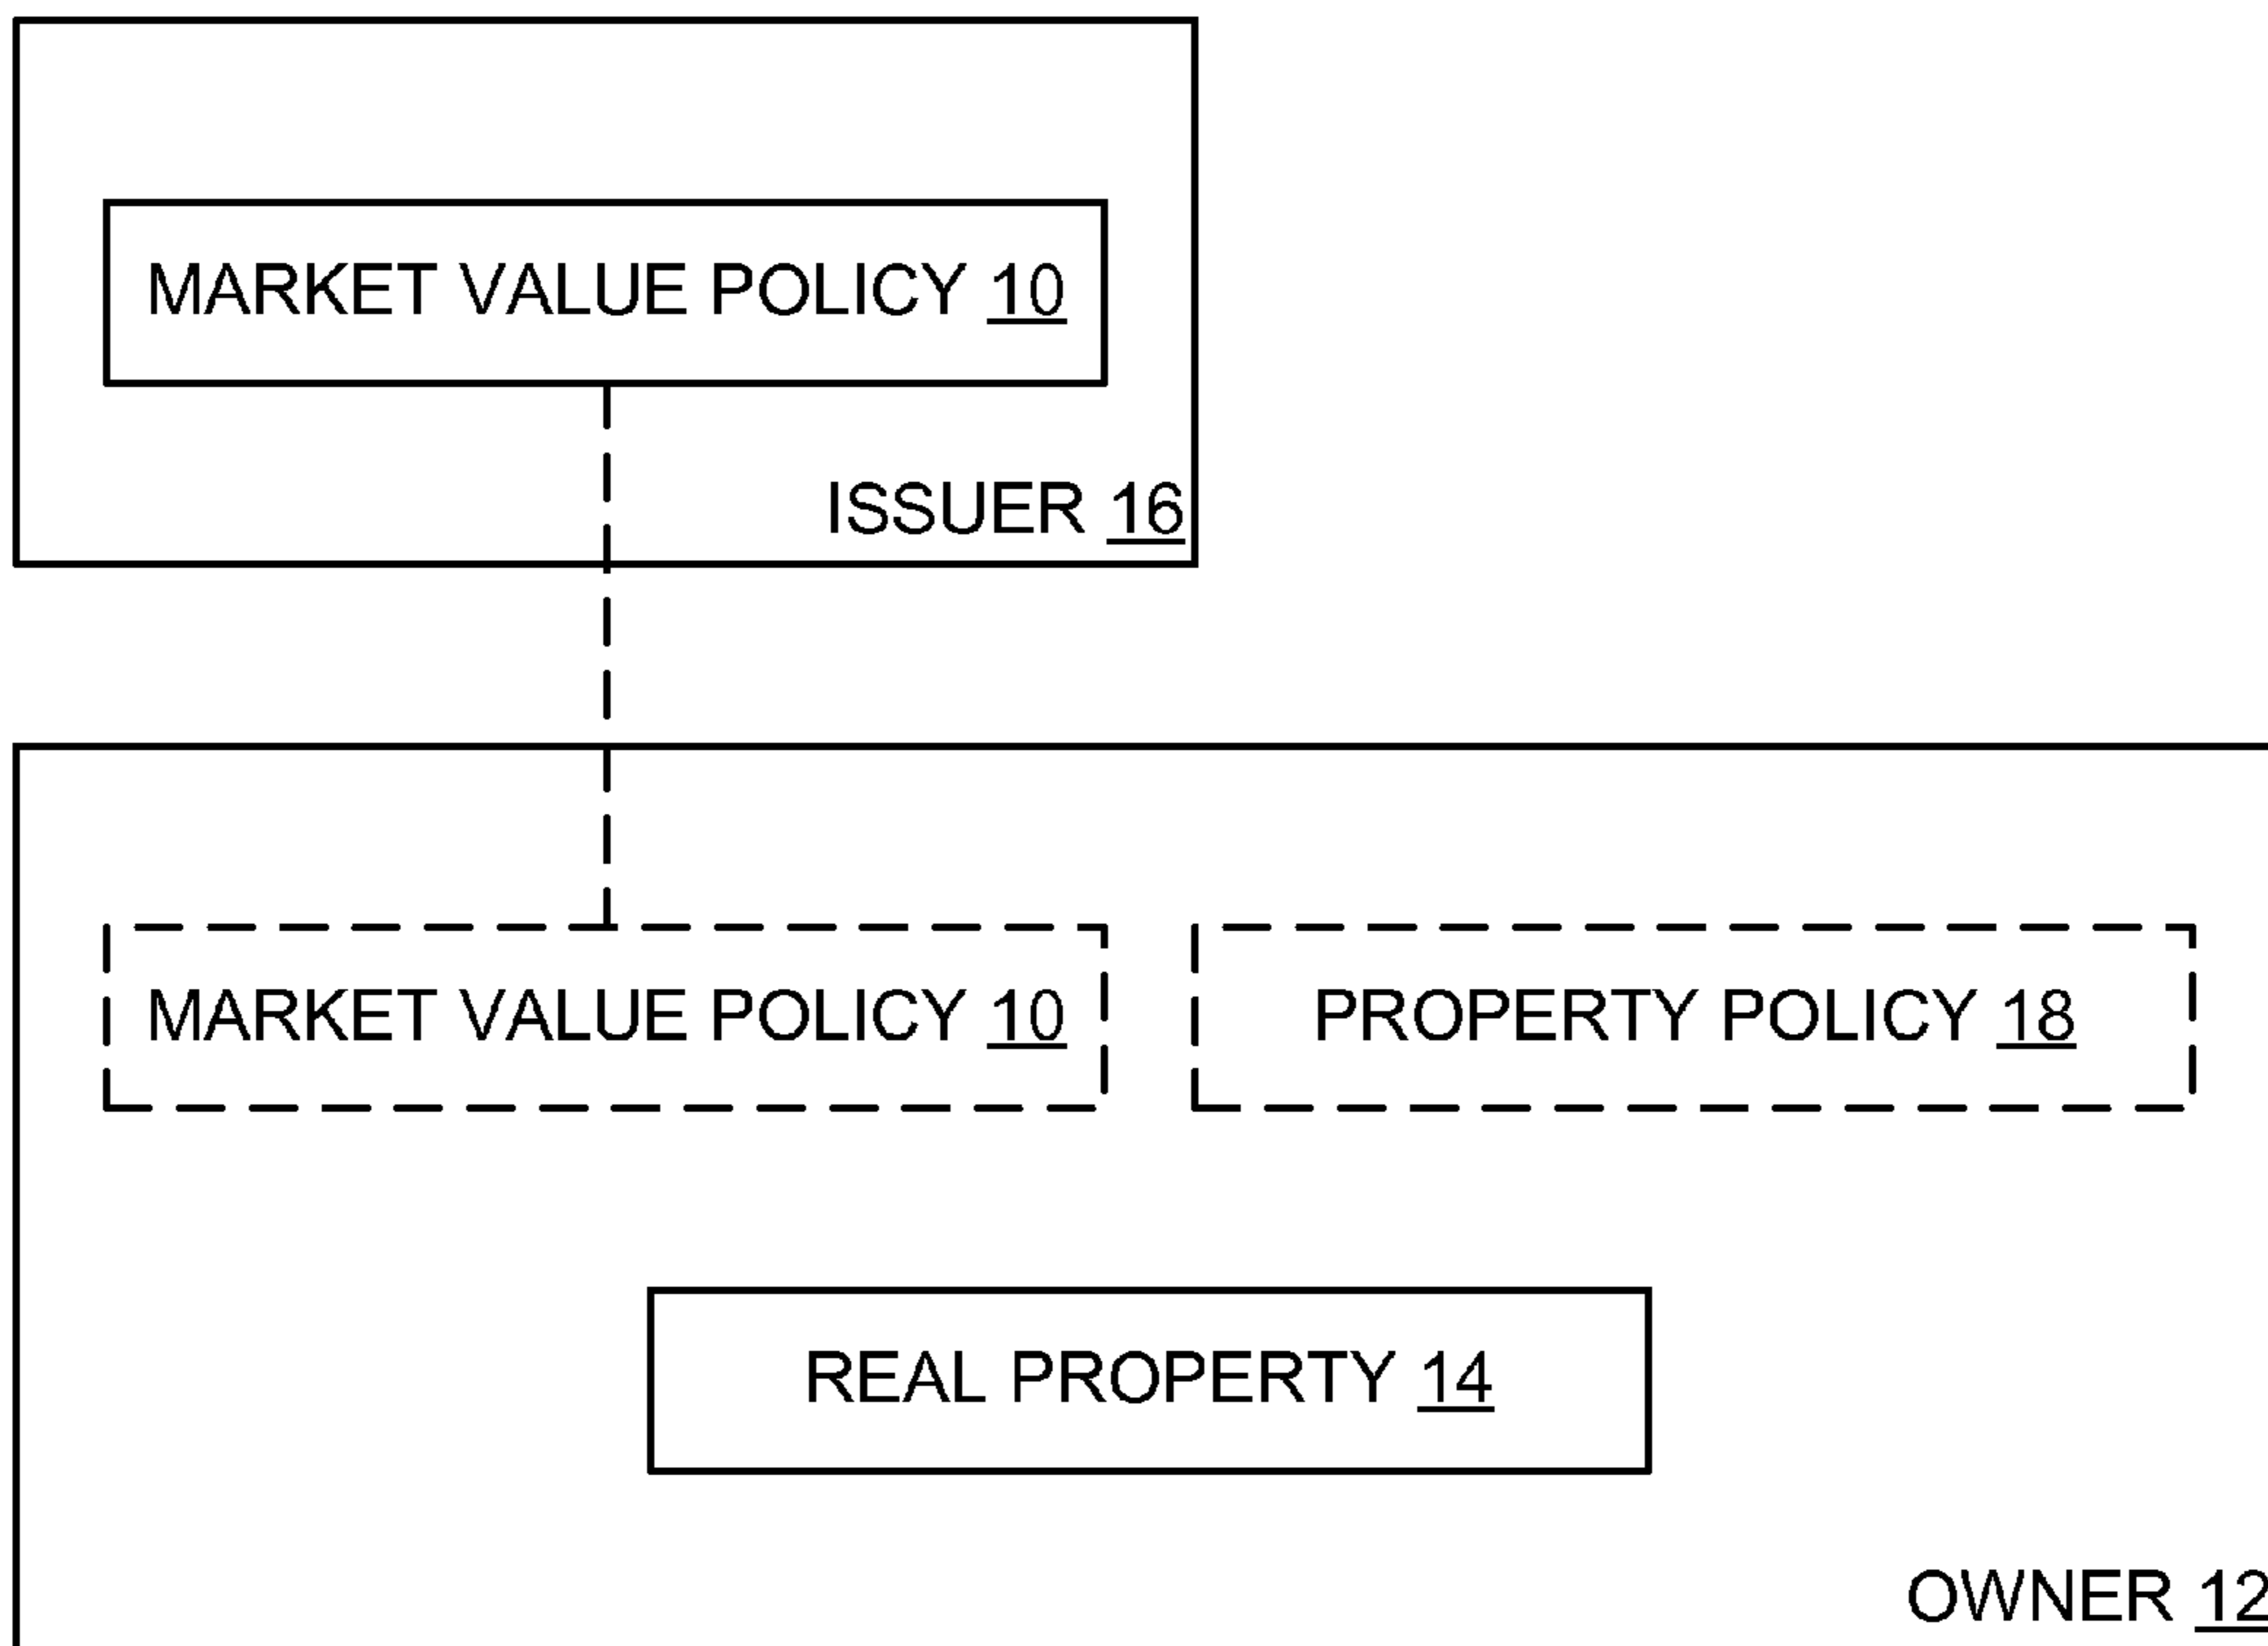 MARKET VALUE POLICY 10
ISSUER 16
MARKET VALUE POLICY 10
PROPERTY POLICY 18
REAL PROPERTY 14
OWNER 12